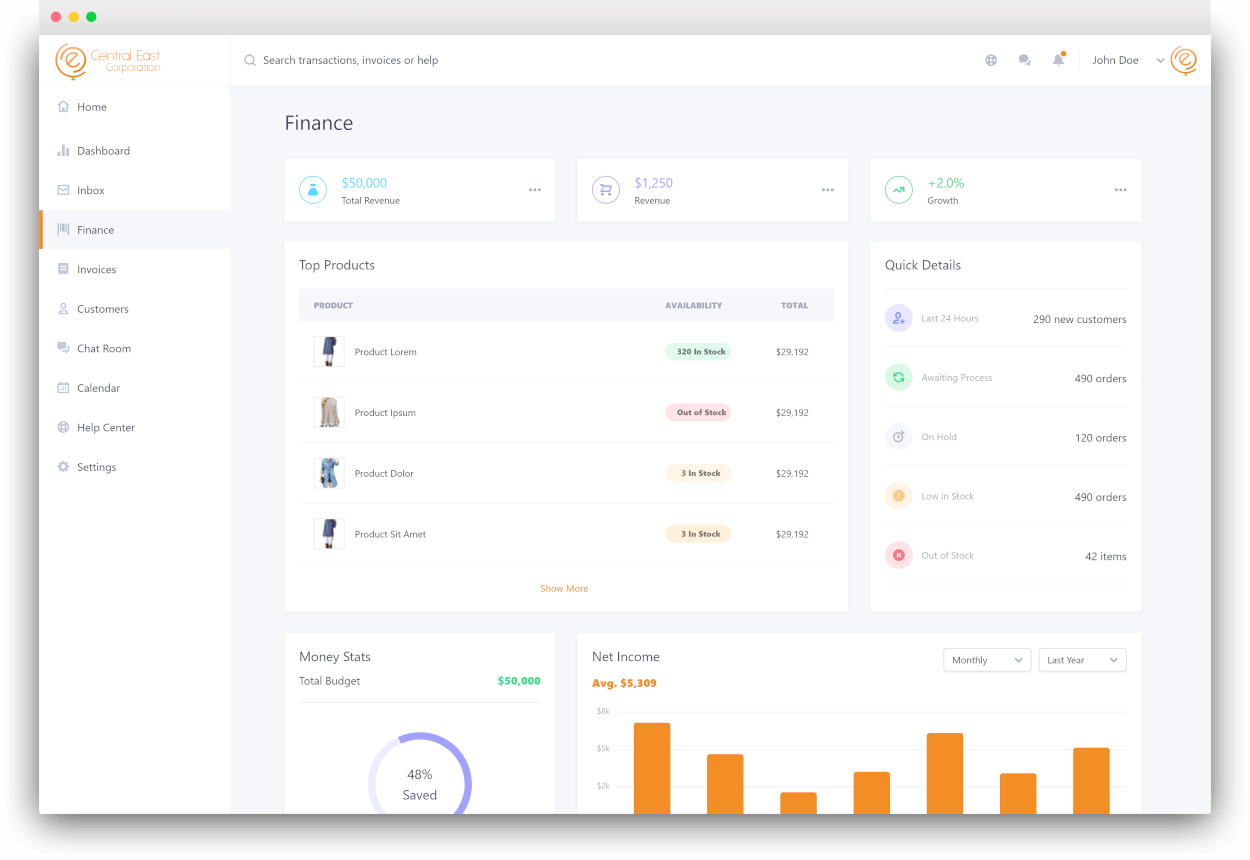 Central East
Corporation
Search transactions, invoices or help
John Doe
Home
Dashboard
Inbox
Finance
Invoices
Customers
Chat Room
Calendar
Help Center
Settings
Finance
$50,000
Total Revenue
$1,250
Revenue
+2.0%
Growth
Top Products
PRODUCT AVAILABILITY TOTAL
Product Lorem 320 In Stock $29,192
Product Ipsum Out of Stock $29,192
Product Dolor 3 In Stock $29,192
Product Sit Amet 3 In Stock $29,192
Show More
Quick Details
Last 24 Hours 290 new customers
Awaiting Process 490 orders
On Hold 120 orders
Low in Stock 490 orders
Out of Stock 42 items
Money Stats
Total Budget $50,000
48%
Saved
Net Income
Monthly Last Year
Avg. $5,309
$8k
$5k
$2k